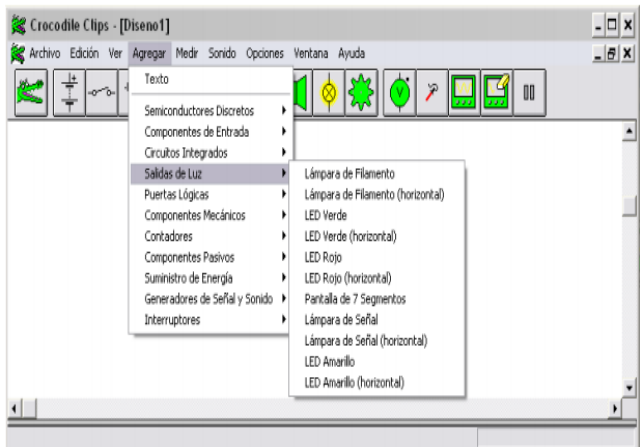 Crocodile Clips - [Diseno1]
Archivo Edición Ver Agregar Medir Sonido Opciones Ventana Ayuda
Texto
Semiconductores Discretos
Componentes de Entrada
Circuitos Integrados
Salidas de Luz
Puertas Lógicas
Componentes Mecánicos
Contadores
Componentes Pasivos
Suministro de Energía
Generadores de Señal y Sonido
Interruptores
Lámpara de Filamento
Lámpara de Filamento (horizontal)
LED Verde
LED Verde (horizontal)
LED Rojo
LED Rojo (horizontal)
Pantalla de 7 Segmentos
Lámpara de Señal
Lámpara de Señal (horizontal)
LED Amarillo
LED Amarillo (horizontal)